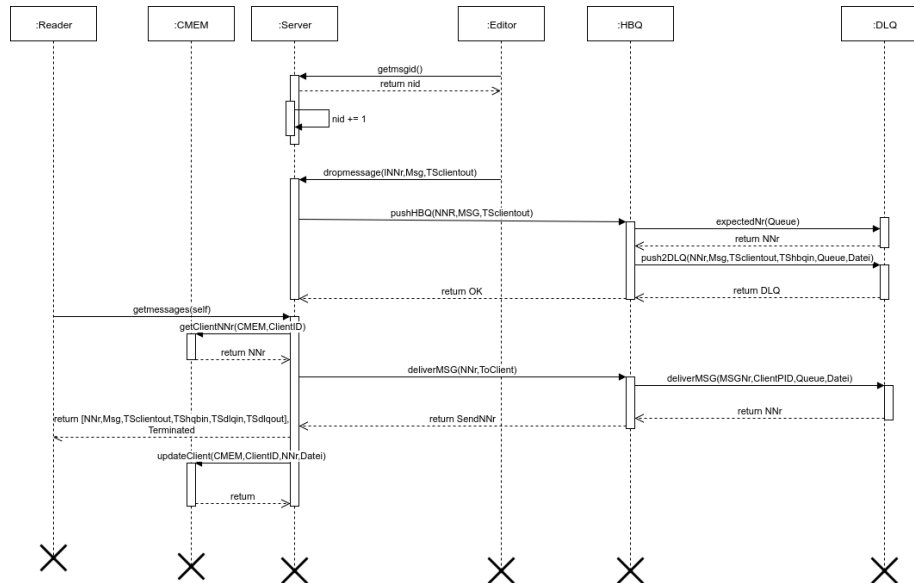 :Reader
:CMEM
:Server
:Editor
:HBQ
:DLQ
getmsgid()
return nid
nid += 1
dropmessage(INNr,Msg,TSclientout)
pushHBQ(NNR,MSG,TSclientout)
expectedNr(Queue)
return NNr
push2DLQ(NNr,Msg,TSclientout,TShbqin,Queue,Datei)
return DLQ
return OK
getmessages(self)
getClientNNr(CMEM,ClientID)
return NNr
deliverMSG(NNr,ToClient)
deliverMSG(MSGNr,ClientPID,Queue,Datei)
return NNr
return SendNNr
return [NNr,Msg,TSclientout,TShqbin,TSdlqin,TSdlqout],
Terminated
updateClient(CMEM,ClientID,NNr,Datei)
return